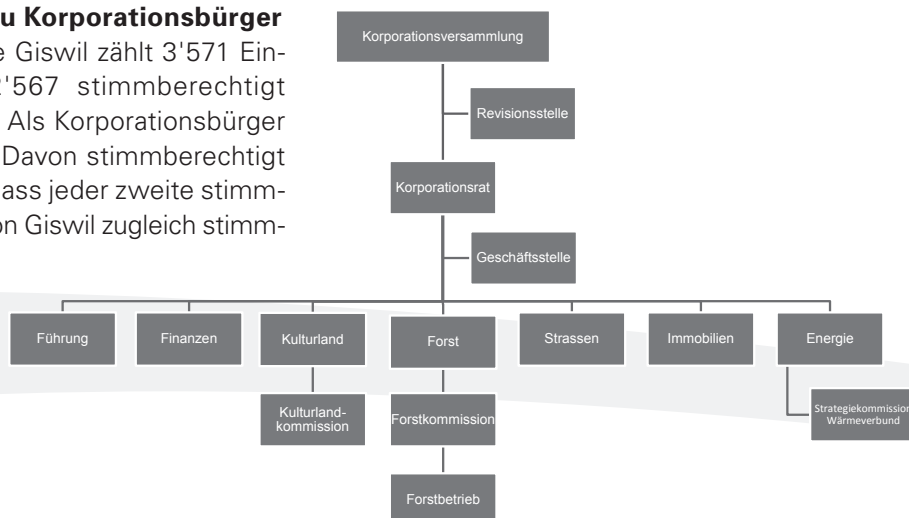 u Korporationsbürger
e Giswil zählt 3'571 Ein-
2'567 stimmberechtigt
Als Korporationsbürger
Davon stimmberechtigt
ass jeder zweite stimm-
on Giswil zugleich stimm-
Korporationsversammlung
Revisionsstelle
Korporationsrat
Geschäftsstelle
Führung
Finanzen
Kulturland
Forst
Strassen
Immobilien
Energie
Kulturland-
kommission
Forstkommission
Strategiekommission
Wärmeverbund
Forstbetrieb